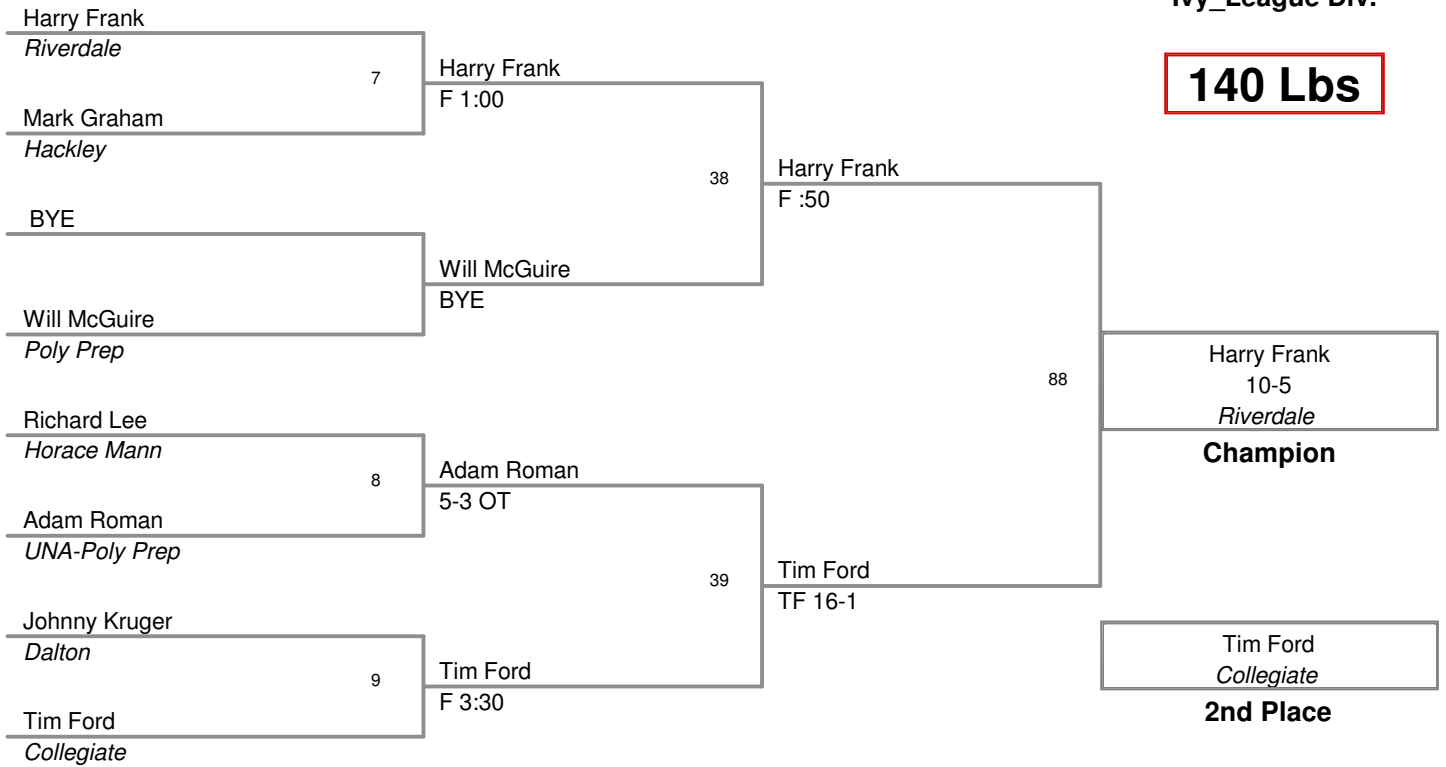 Ivy_League Div.
140 Lbs
Harry Frank
Riverdale
7
Mark Graham
Hackley
BYE
Will McGuire
Poly Prep
Richard Lee
Horace Mann
8
Adam Roman
UNA-Poly Prep
Johnny Kruger
Dalton
9
Tim Ford
Collegiate
Harry Frank
F 1:00
38
Will McGuire
BYE
Adam Roman
5-3 OT
39
Tim Ford
F 3:30
Harry Frank
F :50
88
Tim Ford
TF 16-1
Harry Frank
10-5
Riverdale
Champion
Tim Ford
Collegiate
2nd Place